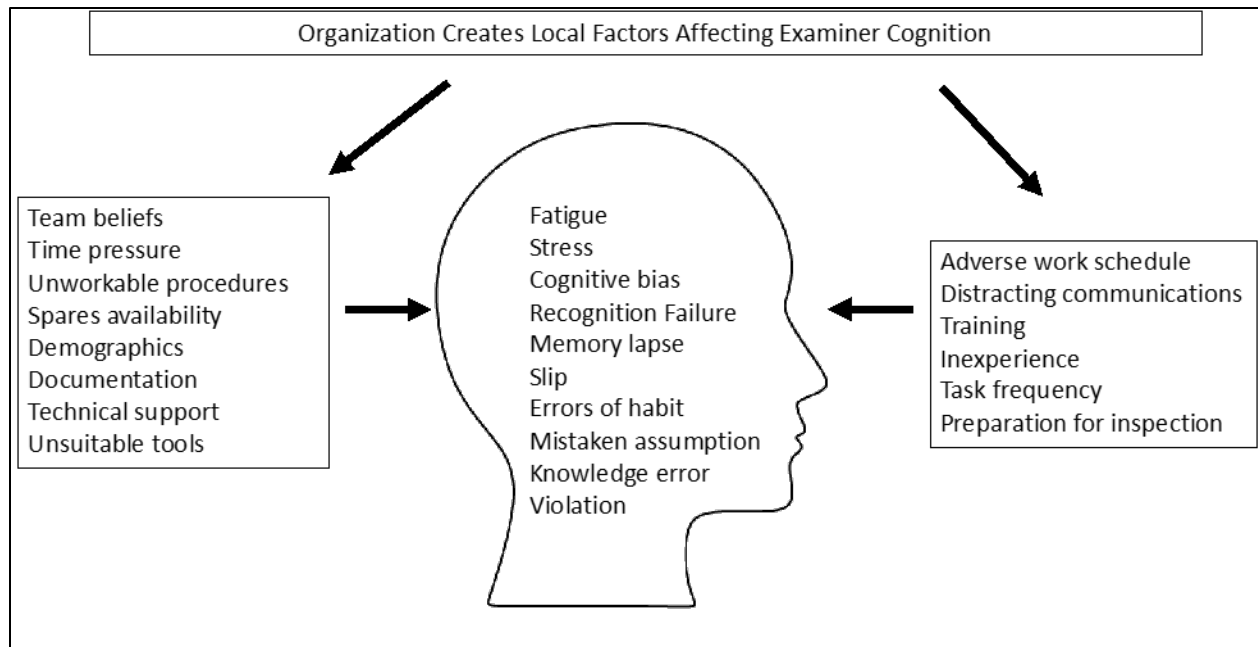 Organization Creates Local Factors Affecting Examiner Cognition
Team beliefs
Time pressure
Unworkable procedures
Spares availability
Demographics
Documentation
Technical support
Unsuitable tools
Fatigue
Stress
Cognitive bias
Recognition Failure
Memory lapse
Slip
Errors of habit
Mistaken assumption
Knowledge error
Violation
Adverse work schedule
Distracting communications
Training
Inexperience
Task frequency
Preparation for inspection